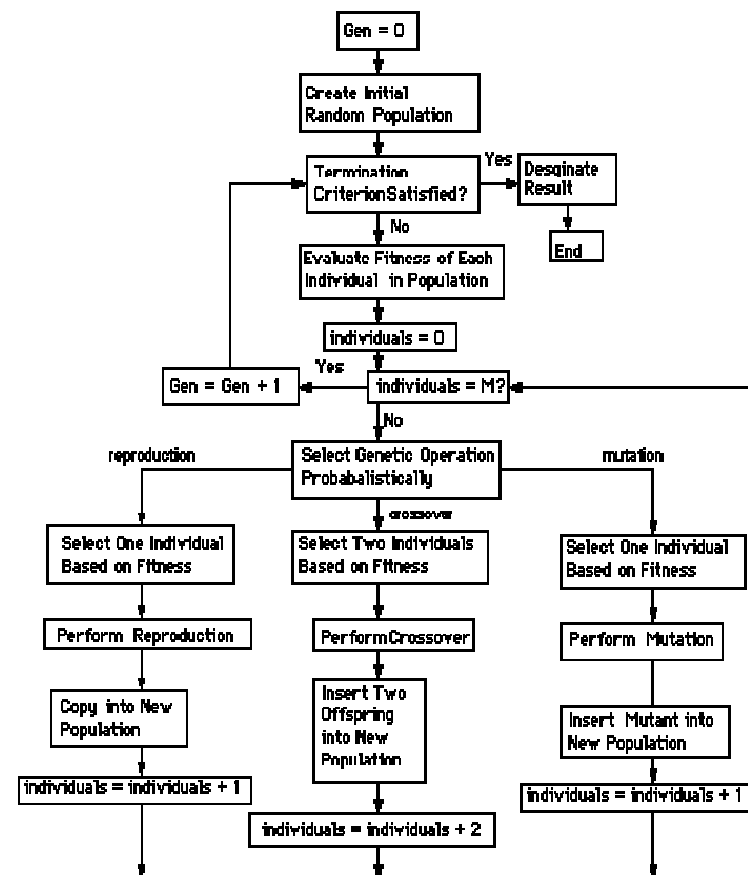 Gen = 0
Create Initial
Random Population
Termination
CriterionSatisfied?
Yes
Desginate
Result
End
No
Evaluate Fitness of Each
Individual in Population
individuals = 0
Yes
Gen = Gen + 1
individuals = M?
No
reproduction
Select Genetic Operation
Probabalistically
mutation
crossover
Select One Individual
Based on Fitness
Select Two Individuals
Based on Fitness
Select One Individual
Based on Fitness
Perform Reproduction
PerformCrossover
Perform Mutation
Copy into New
Population
Insert Two
Offspring
into New
Population
Insert Mutant into
New Population
individuals = individuals + 1
individuals = individuals + 2
individuals = individuals + 1